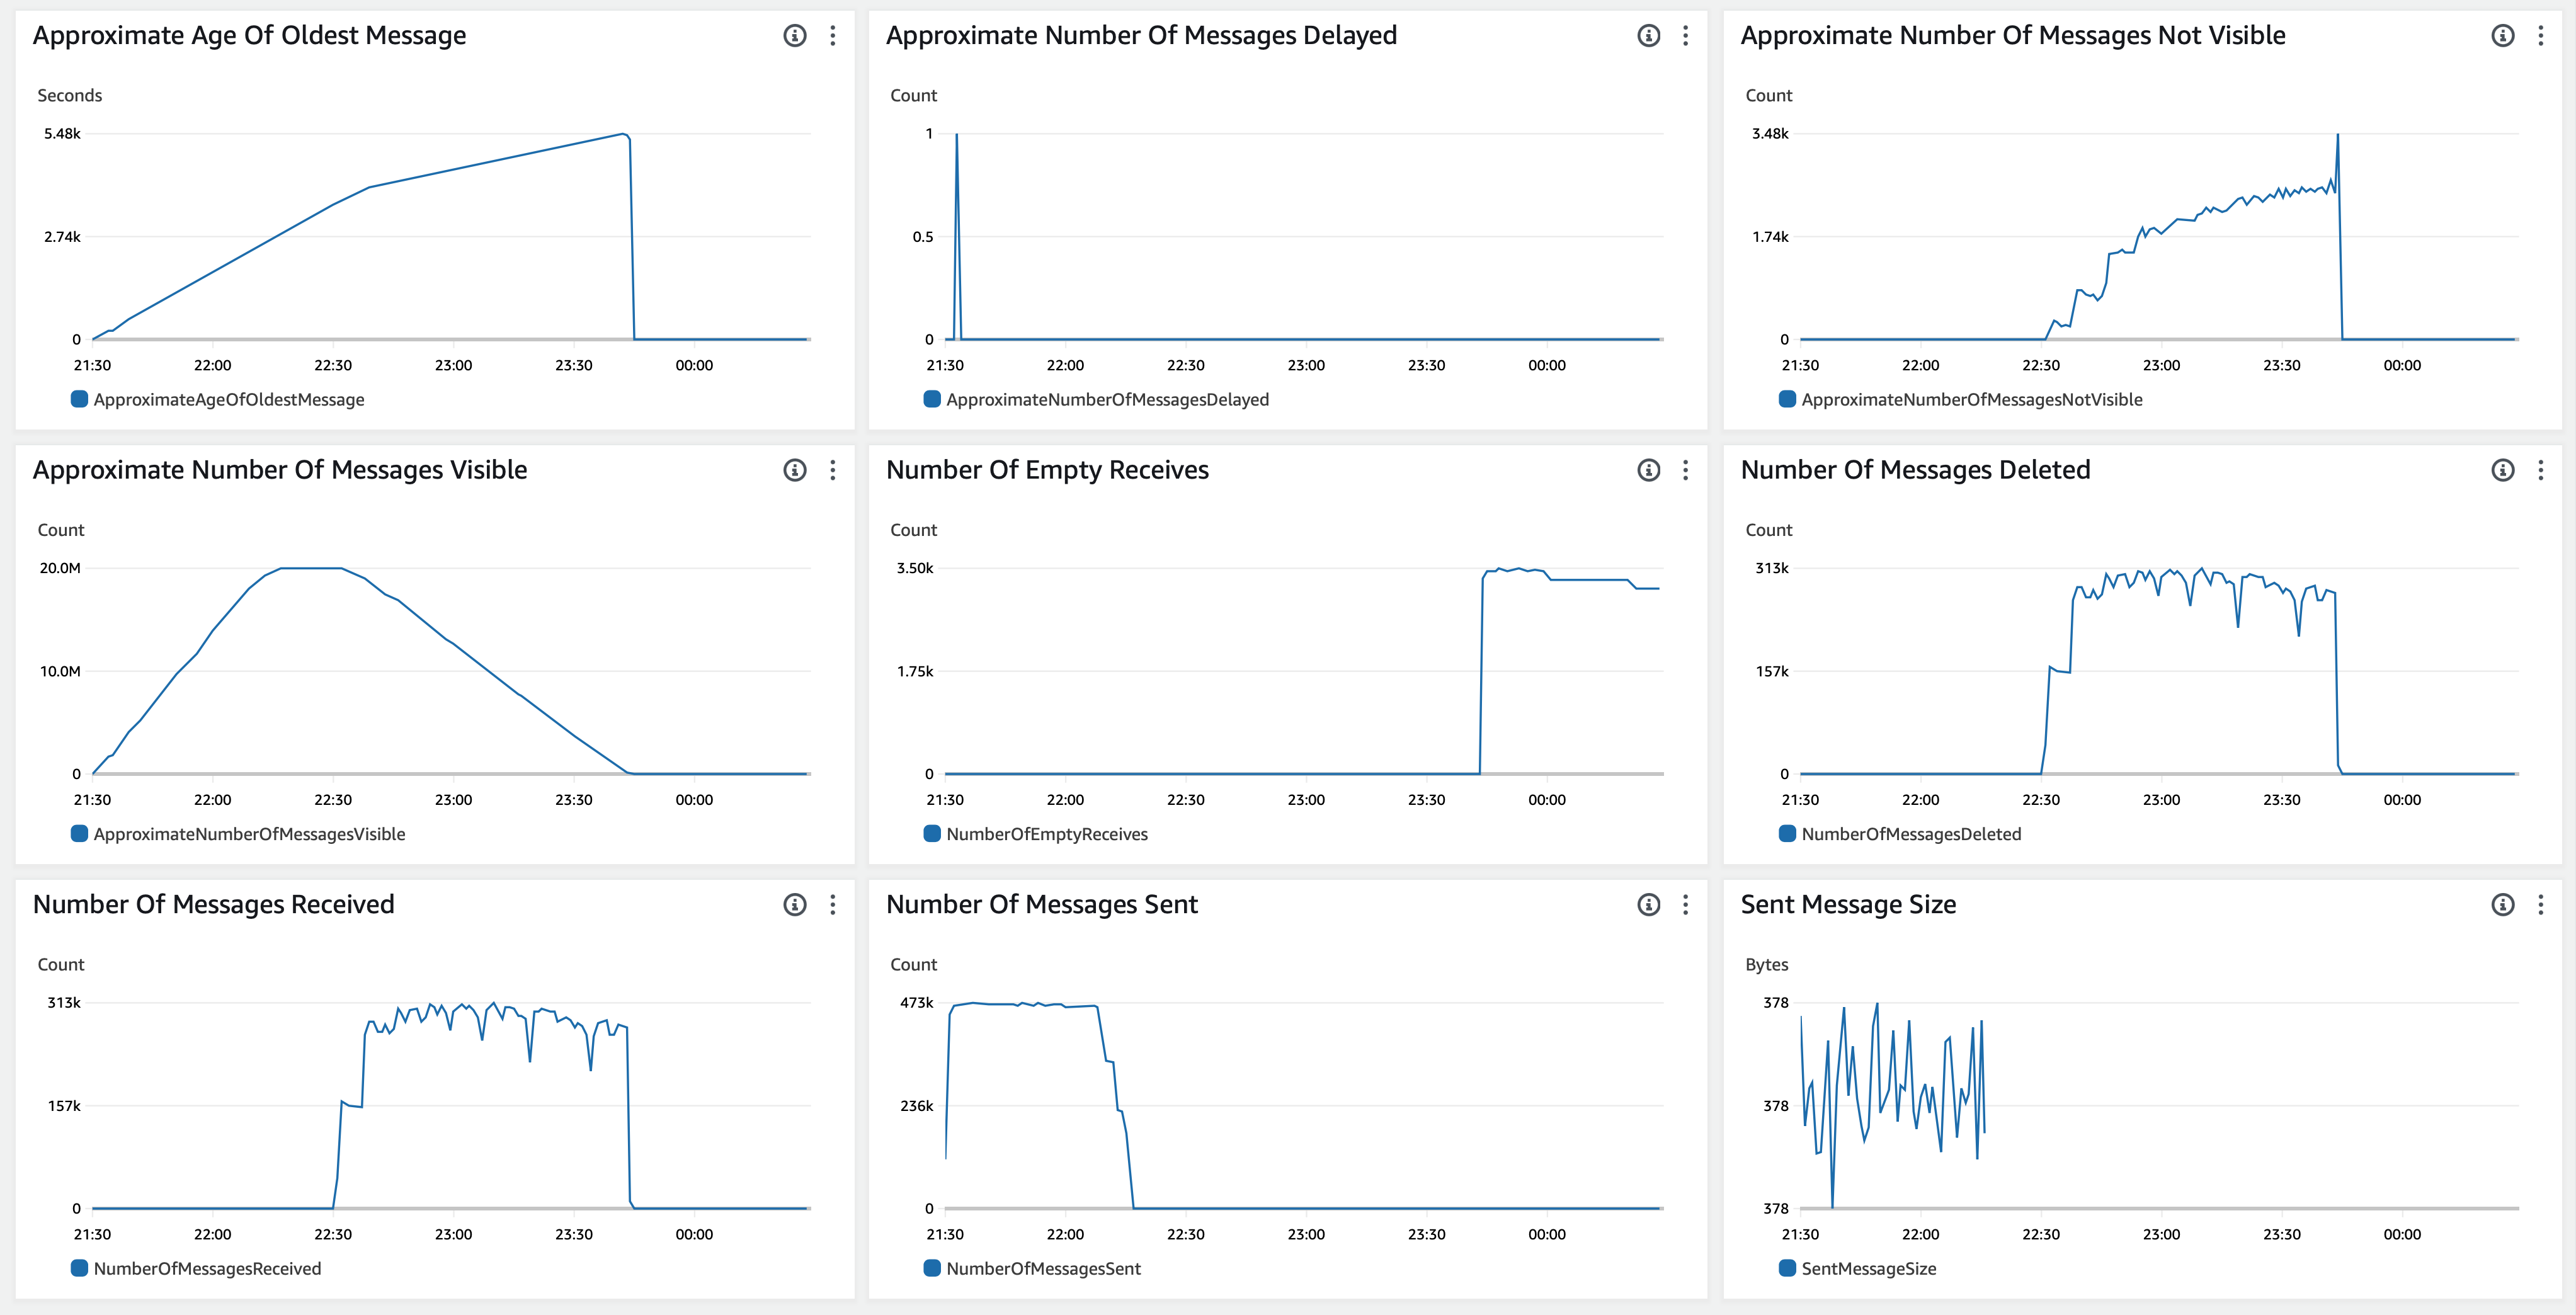 Approximate Age Of Oldest Message
Seconds
5.48k
2.74k
0
21:30 22:00 22:30 23:00 23:30 00:00
ApproximateAgeOfOldestMessage
Approximate Number Of Messages Delayed
Count
1
0.5
0
21:30 22:00 22:30 23:00 23:30 00:00
ApproximateNumberOfMessagesDelayed
Approximate Number Of Messages Not Visible
Count
3.48k
1.74k
0
21:30 22:00 22:30 23:00 23:30 00:00
ApproximateNumberOfMessagesNotVisible
Approximate Number Of Messages Visible
Count
20.0M
10.0M
0
21:30 22:00 22:30 23:00 23:30 00:00
ApproximateNumberOfMessagesVisible
Number Of Empty Receives
Count
3.50k
1.75k
0
21:30 22:00 22:30 23:00 23:30 00:00
NumberOfEmptyReceives
Number Of Messages Deleted
Count
313k
157k
0
21:30 22:00 22:30 23:00 23:30 00:00
NumberOfMessagesDeleted
Number Of Messages Received
Count
313k
157k
0
21:30 22:00 22:30 23:00 23:30 00:00
NumberOfMessagesReceived
Number Of Messages Sent
Count
473k
236k
0
21:30 22:00 22:30 23:00 23:30 00:00
NumberOfMessagesSent
Sent Message Size
Bytes
378
378
378
21:30 22:00 22:30 23:00 23:30 00:00
SentMessageSize